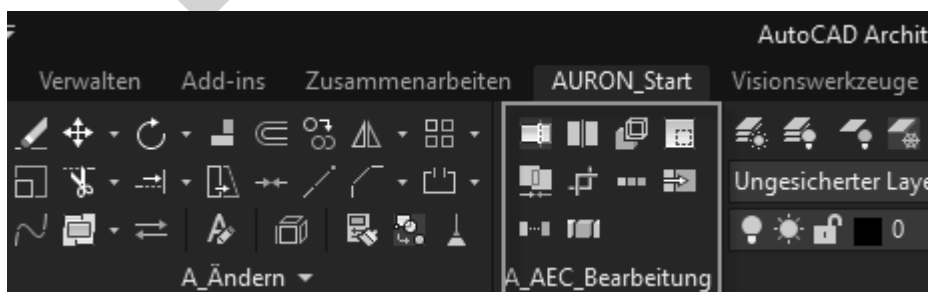 AutoCAD Archit
Verwalten Add-ins Zusammenarbeiten AURON_Start Visionswerkzeuge
Ungesicherter Laye
0
A_Ändern A_AEC_Bearbeitung